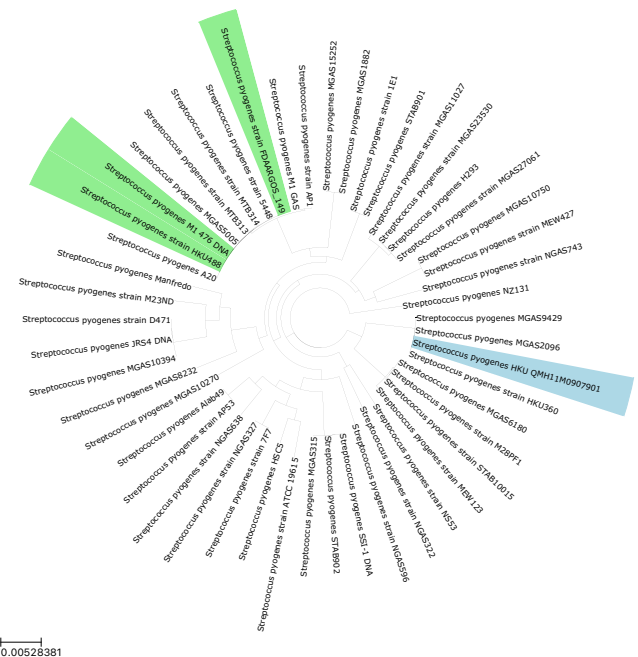 Streptococcus pyogenes MGAS15252
Streptococcus pyogenes MGAS1882
Streptococcus pyogenes strain 1E1
Streptococcus pyogenes STAB901
Streptococcus pyogenes strain MGAS11027
Streptococcus pyogenes strain MGAS23530
Streptococcus pyogenes H293
Streptococcus pyogenes strain MGAS27061
Streptococcus pyogenes MGAS10750
Streptococcus pyogenes strain MEW427
Streptococcus pyogenes strain NGAS743
Streptococcus pyogenes NZ131
Streptococcus pyogenes MGAS9429
Streptococcus pyogenes MGAS2096
Streptococcus pyogenes HKU QMH11M0907901
Streptococcus pyogenes strain HKU360
Streptococcus pyogenes MGAS6180
Streptococcus pyogenes strain M28PF1
Streptococcus pyogenes strain STAB10015
Streptococcus pyogenes strain MEW123
Streptococcus pyogenes strain NS53
Streptococcus pyogenes strain NGAS322
Streptococcus pyogenes strain NGAS596
Streptococcus pyogenes SSI-1 DNA
Streptococcus pyogenes STAB902
Streptococcus pyogenes MGAS315
Streptococcus pyogenes strain ATCC 19615
Streptococcus pyogenes HSC5
Streptococcus pyogenes strain 7F7
Streptococcus pyogenes strain NGAS327
Streptococcus pyogenes strain NGAS638
Streptococcus pyogenes strain AP53
Streptococcus pyogenes Alab49
Streptococcus pyogenes MGAS10270
Streptococcus pyogenes MGAS8232
Streptococcus pyogenes MGAS10394
Streptococcus pyogenes JRS4 DNA
Streptococcus pyogenes strain D471
Streptococcus pyogenes strain M23ND
Streptococcus pyogenes Manfredo
Streptococcus pyogenes A20
Streptococcus pyogenes strain HKU488
Streptococcus pyogenes M1 476 DNA
Streptococcus pyogenes MGAS5005
Streptococcus pyogenes strain MTB313
Streptococcus pyogenes strain MTB314
Streptococcus pyogenes strain 5448
Streptococcus pyogenes strain FDAARGOS_149
Streptococcus pyogenes M1 GAS
Streptococcus pyogenes strain AP1
0.00528381